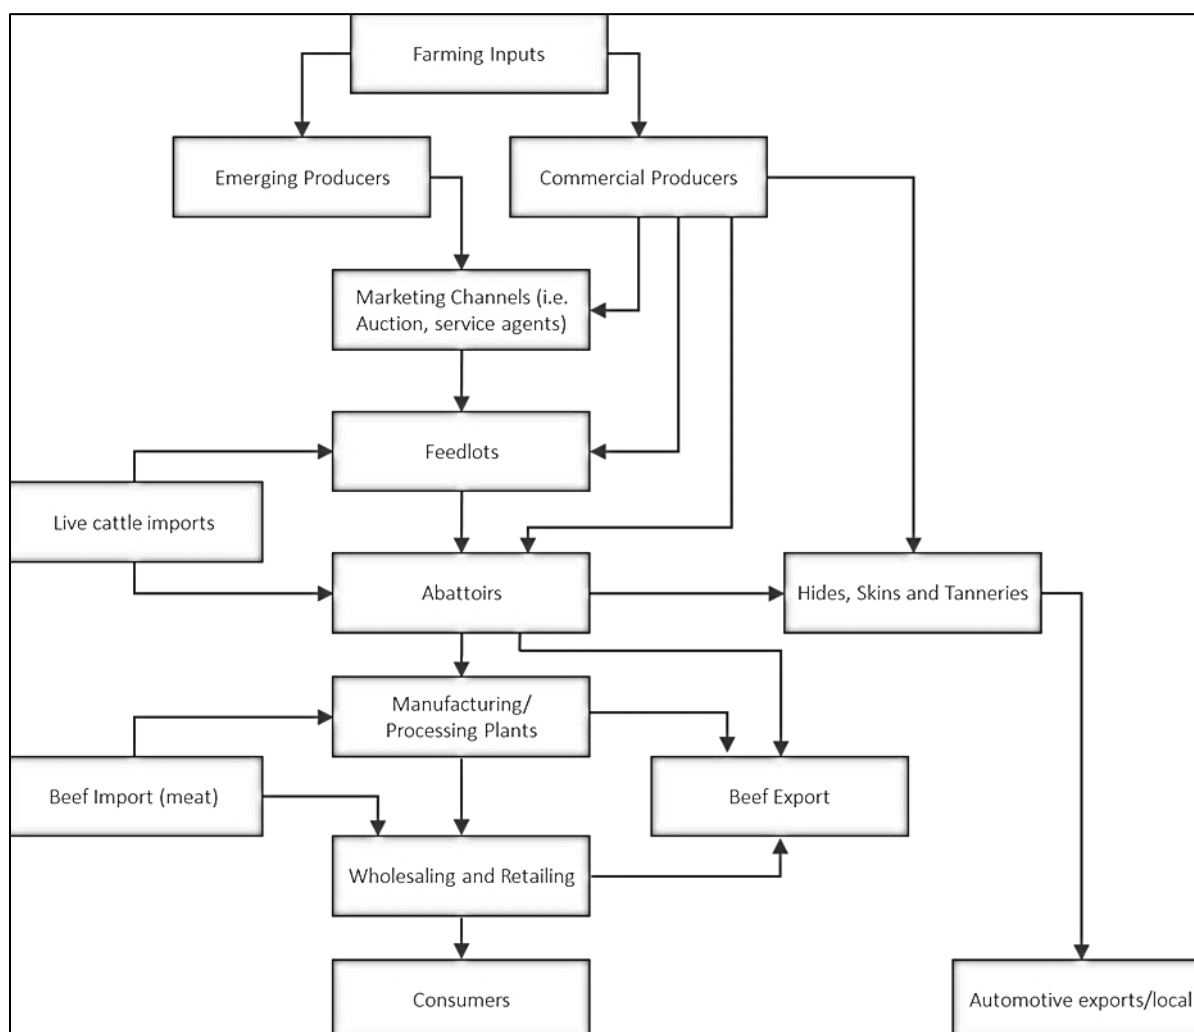 Farming Inputs
Emerging Producers
Commercial Producers
Marketing Channels (i.e.
Auction, service agents)
Feedlots
Live cattle imports
Abattoirs
Hides, Skins and Tanneries
Manufacturing/
Processing Plants
Beef Import (meat)
Beef Export
Wholesaling and Retailing
Consumers
Automotive exports/local